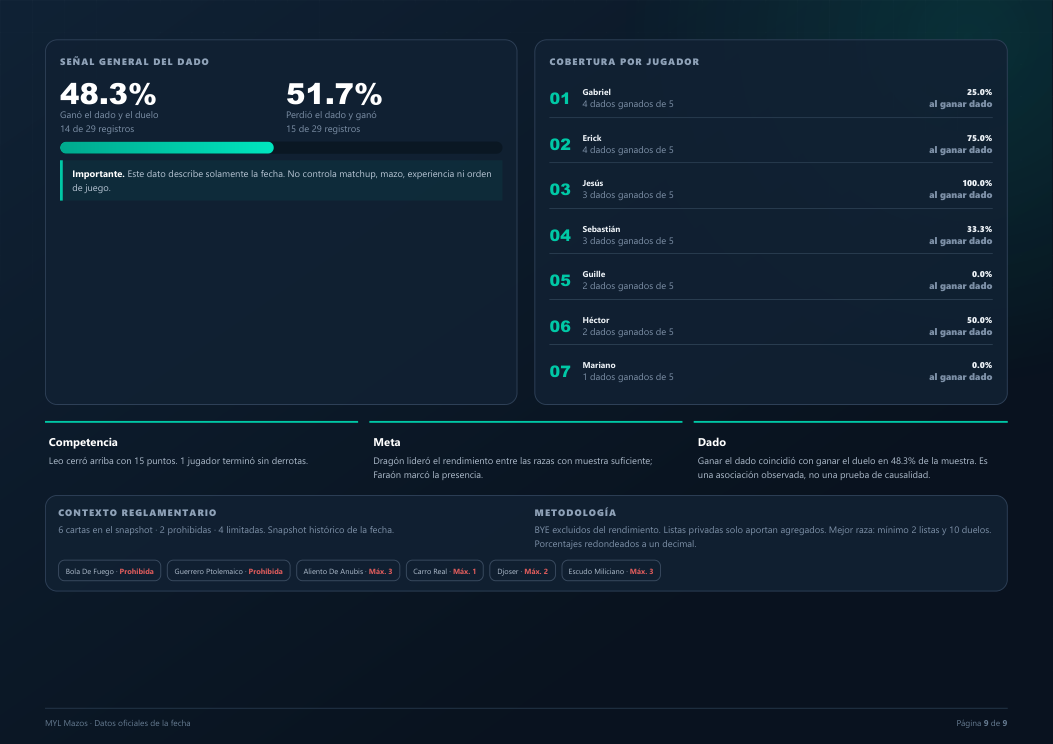 SEÑAL GENERAL DEL DADO
48.3%
Ganó el dado y el duelo
14 de 29 registros
51.7%
Perdió el dado y ganó
15 de 29 registros
Importante. Este dato describe solamente la fecha. No controla matchup, mazo, experiencia ni orden
de juego.
COBERTURA POR JUGADOR
01
Gabriel
4 dados ganados de 5
25.0%
al ganar dado
02
Erick
4 dados ganados de 5
75.0%
al ganar dado
03
Jesús
3 dados ganados de 5
100.0%
al ganar dado
04
Sebastián
3 dados ganados de 5
33.3%
al ganar dado
05
Guille
2 dados ganados de 5
0.0%
al ganar dado
06
Héctor
2 dados ganados de 5
50.0%
al ganar dado
07
Mariano
1 dados ganados de 5
0.0%
al ganar dado
Competencia
Leo cerró arriba con 15 puntos. 1 jugador terminó sin derrotas.
Meta
Dragón lideró el rendimiento entre las razas con muestra suficiente;
Faraón marcó la presencia.
Dado
Ganar el dado coincidió con ganar el duelo en 48.3% de la muestra. Es
una asociación observada, no una prueba de causalidad.
CONTEXTO REGLAMENTARIO
6 cartas en el snapshot · 2 prohibidas · 4 limitadas. Snapshot histórico de la fecha.
METODOLOGÍA
BYE excluidos del rendimiento. Listas privadas solo aportan agregados. Mejor raza: mínimo 2 listas y 10 duelos.
Porcentajes redondeados a un decimal.
Bola De Fuego · Prohibida
Guerrero Ptolemaico · Prohibida
Aliento De Anubis · Máx. 3
Carro Real · Máx. 1
Djoser · Máx. 2
Escudo Miliciano · Máx. 3
MYL Mazos · Datos oficiales de la fecha
Página 9 de 9